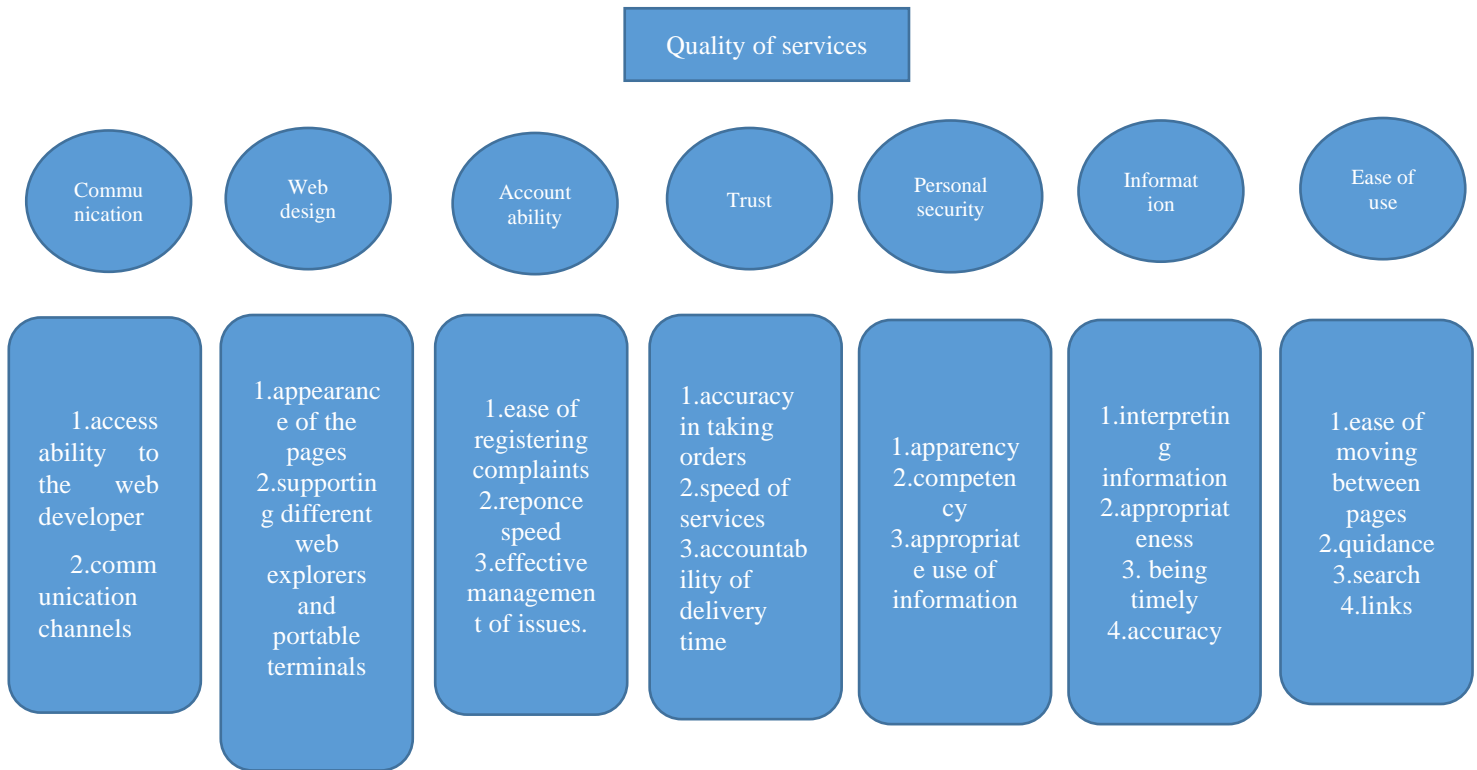 Quality of services
Commu
nication
Web
design
Account
ability
Trust
Personal
security
Informat
ion
Ease of
use
1.access
ability to
the web
developer
2.comm
unication
channels
1.appearanc
e of the
pages
2.supportin
g different
web
explorers
and
portable
terminals
1.ease of
registering
complaints
2.reponce
speed
3.effective
managemen
t of issues.
1.accuracy
in taking
orders
2.speed of
services
3.accountab
ility of
delivery
time
1.apparency
2.competen
cy
3.appropriat
e use of
information
1.interpretin
g
information
2.appropriat
eness
3. being
timely
4.accuracy
1.ease of
moving
between
pages
2.quidance
3.search
4.links